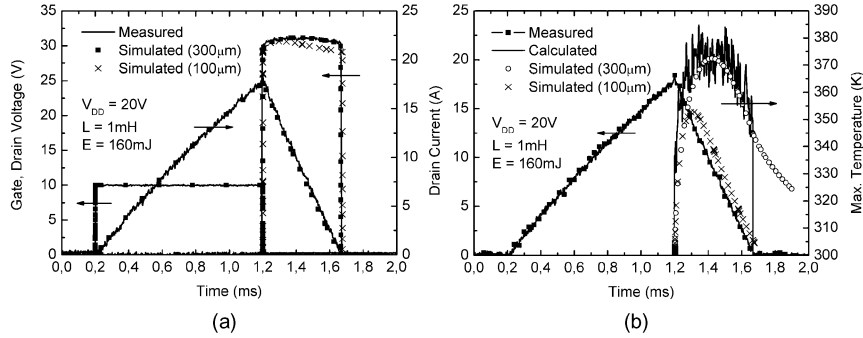 35
30
25
20
15
10
5
0
Gate, Drain Voltage (V)
Measured
Simulated (300μm)
Simulated (100μm)
V_DD = 20V
L = 1mH
E = 160mJ
25
20
15
10
5
0
0,0 0,2 0,4 0,6 0,8 1,0 1,2 1,4 1,6 1,8 2,0
Time (ms)
(a)
25
20
15
10
5
0
Drain Current (A)
Measured
Calculated
Simulated (300μm)
Simulated (100μm)
V_DD = 20V
L = 1mH
E = 160mJ
390
380
370
360
350
340
330
320
310
300
Max. Temperature (K)
0,0 0,2 0,4 0,6 0,8 1,0 1,2 1,4 1,6 1,8 2,0
Time (ms)
(b)